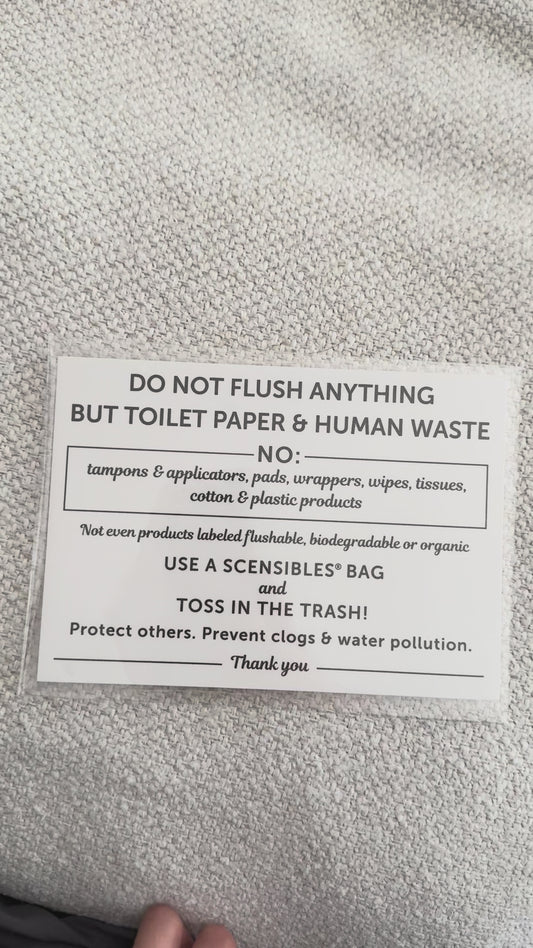 DO NOT FLUSH ANYTHING
BUT TOILET PAPER & HUMAN WASTE
NO:
tampons & applicators, pads, wrappers, wipes, tissues,
cotton & plastic products
Not even products labeled flushable, biodegradable or organic
USE A SCENSIBLES® BAG
and
TOSS IN THE TRASH!
Protect others. Prevent clogs & water pollution.
Thank you